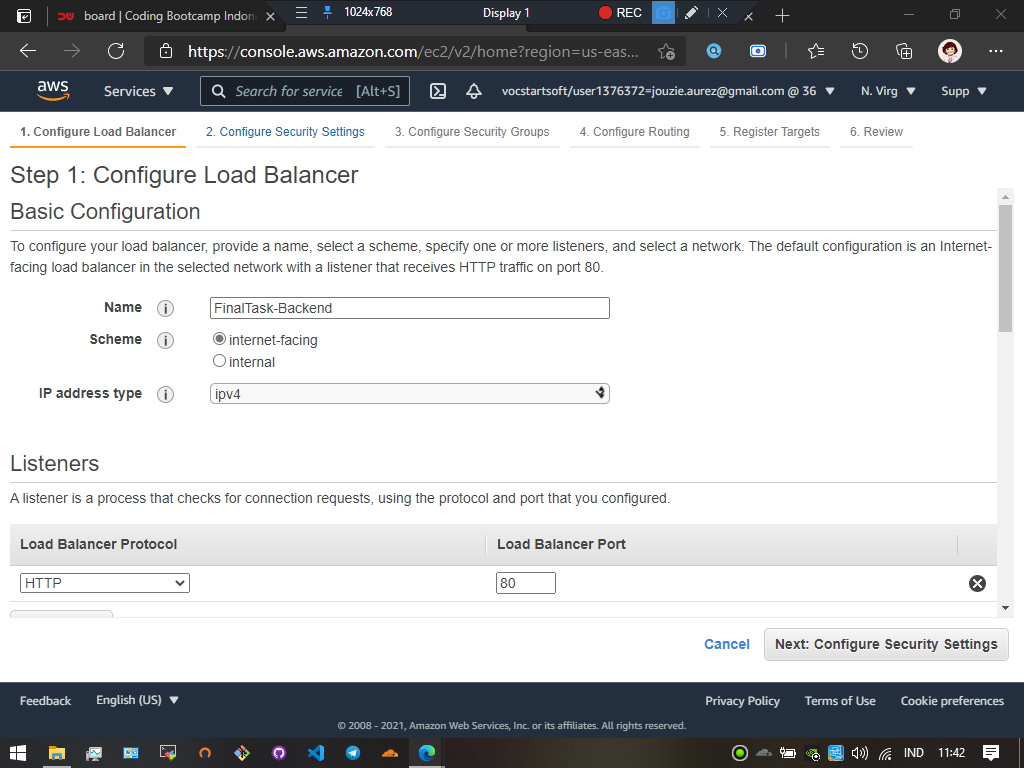 board | Coding Bootcamp Indon
1024x768
Display 1
REC
https://console.aws.amazon.com/ec2/v2/home?region=us-eas...
aws
Services
Search for service [Alt+S]
vocstartsoft/user1376372=jouzie.aurez@gmail.com @ 36
N. Virg
Supp
1. Configure Load Balancer
2. Configure Security Settings
3. Configure Security Groups
4. Configure Routing
5. Register Targets
6. Review
Step 1: Configure Load Balancer
Basic Configuration
To configure your load balancer, provide a name, select a scheme, specify one or more listeners, and select a network. The default configuration is an Internet-
facing load balancer in the selected network with a listener that receives HTTP traffic on port 80.
Name
FinalTask-Backend
Scheme
internet-facing
internal
IP address type
ipv4
Listeners
A listener is a process that checks for connection requests, using the protocol and port that you configured.
Load Balancer Protocol
Load Balancer Port
HTTP
80
Cancel
Next: Configure Security Settings
Feedback
English (US)
Privacy Policy
Terms of Use
Cookie preferences
© 2008 - 2021, Amazon Web Services, Inc. or its affiliates. All rights reserved.
IND
11:42